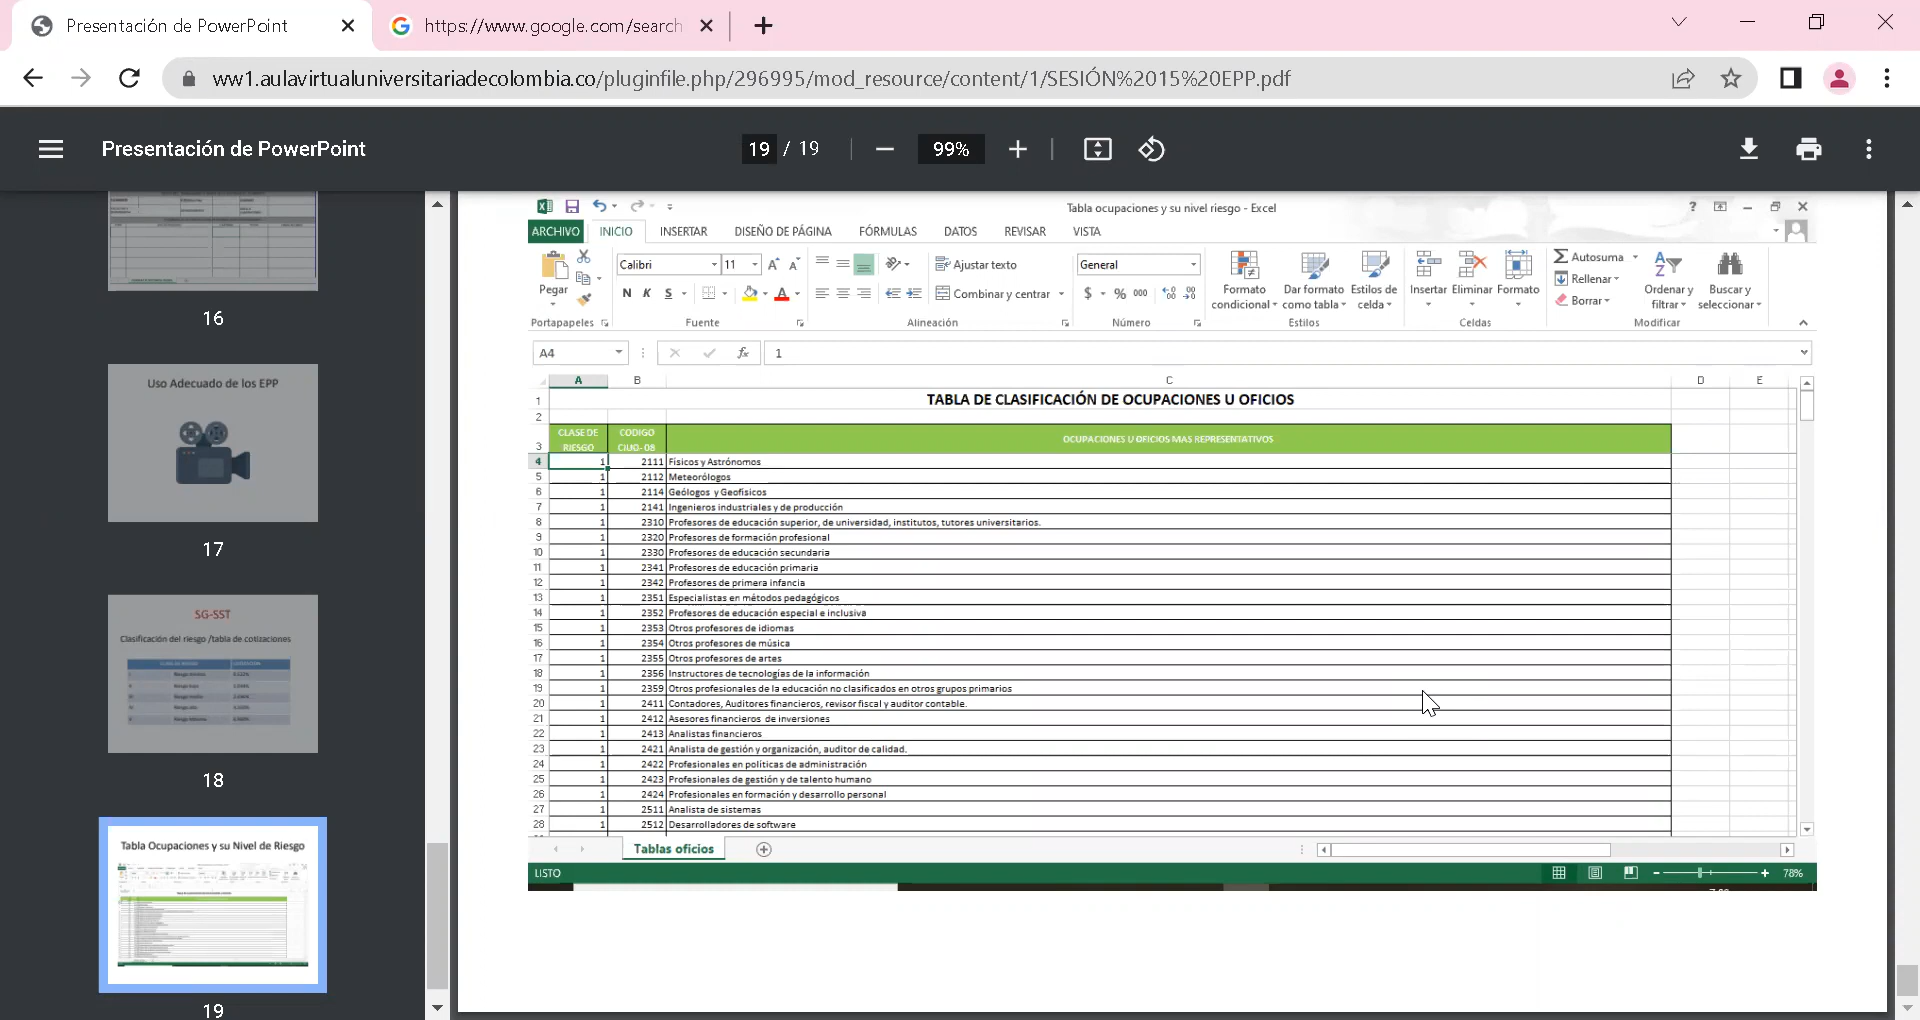 Presentación de PowerPoint
https://www.google.com/search
ww1.aulavirtualuniversitariadecolombia.co/pluginfile.php/296995/mod_resource/content/1/SESIÓN%2015%20EPP.pdf
Presentación de PowerPoint
19 / 19
99%
16
Uso Adecuado de los EPP
17
SG-SST
Clasificación del riesgo /tabla de cotizaciones
18
Tabla Ocupaciones y su Nivel de Riesgo
19
Tabla ocupaciones y su nivel riesgo - Excel
ARCHIVO INICIO INSERTAR DISEÑO DE PÁGINA FÓRMULAS DATOS REVISAR VISTA
Pegar
Calibri 11
N K S
Ajustar texto
Combinar y centrar
General
$ % 000
Formato condicional
Dar formato como tabla
Estilos de celda
Insertar Eliminar Formato
Autosuma
Rellenar
Borrar
Ordenar y filtrar
Buscar y seleccionar
Portapapeles Fuente Alineación Número Estilos Celdas Modificar
A4 fx 1
A B C D E
1 TABLA DE CLASIFICACIÓN DE OCUPACIONES U OFICIOS
2
3 CLASE DE RIESGO CODIGO CIUO- 08 OCUPACIONES U OFICIOS MAS REPRESENTATIVOS
4 1 2111 Físicos y Astrónomos
5 1 2112 Meteorólogos
6 1 2114 Geólogos y Geofísicos
7 1 2141 Ingenieros industriales y de producción
8 1 2310 Profesores de educación superior, de universidad, institutos, tutores universitarios.
9 1 2320 Profesores de formación profesional
10 1 2330 Profesores de educación secundaria
11 1 2341 Profesores de educación primaria
12 1 2342 Profesores de primera infancia
13 1 2351 Especialistas en métodos pedagógicos
14 1 2352 Profesores de educación especial e inclusiva
15 1 2353 Otros profesores de idiomas
16 1 2354 Otros profesores de música
17 1 2355 Otros profesores de artes
18 1 2356 Instructores de tecnologías de la información
19 1 2359 Otros profesionales de la educación no clasificados en otros grupos primarios
20 1 2411 Contadores, Auditores financieros, revisor fiscal y auditor contable.
21 1 2412 Asesores financieros de inversiones
22 1 2413 Analistas financieros
23 1 2421 Analista de gestión y organización, auditor de calidad.
24 1 2422 Profesionales en políticas de administración
25 1 2423 Profesionales de gestión y de talento humano
26 1 2424 Profesionales en formación y desarrollo personal
27 1 2511 Analista de sistemas
28 1 2512 Desarrolladores de software
Tablas oficios
LISTO
78%